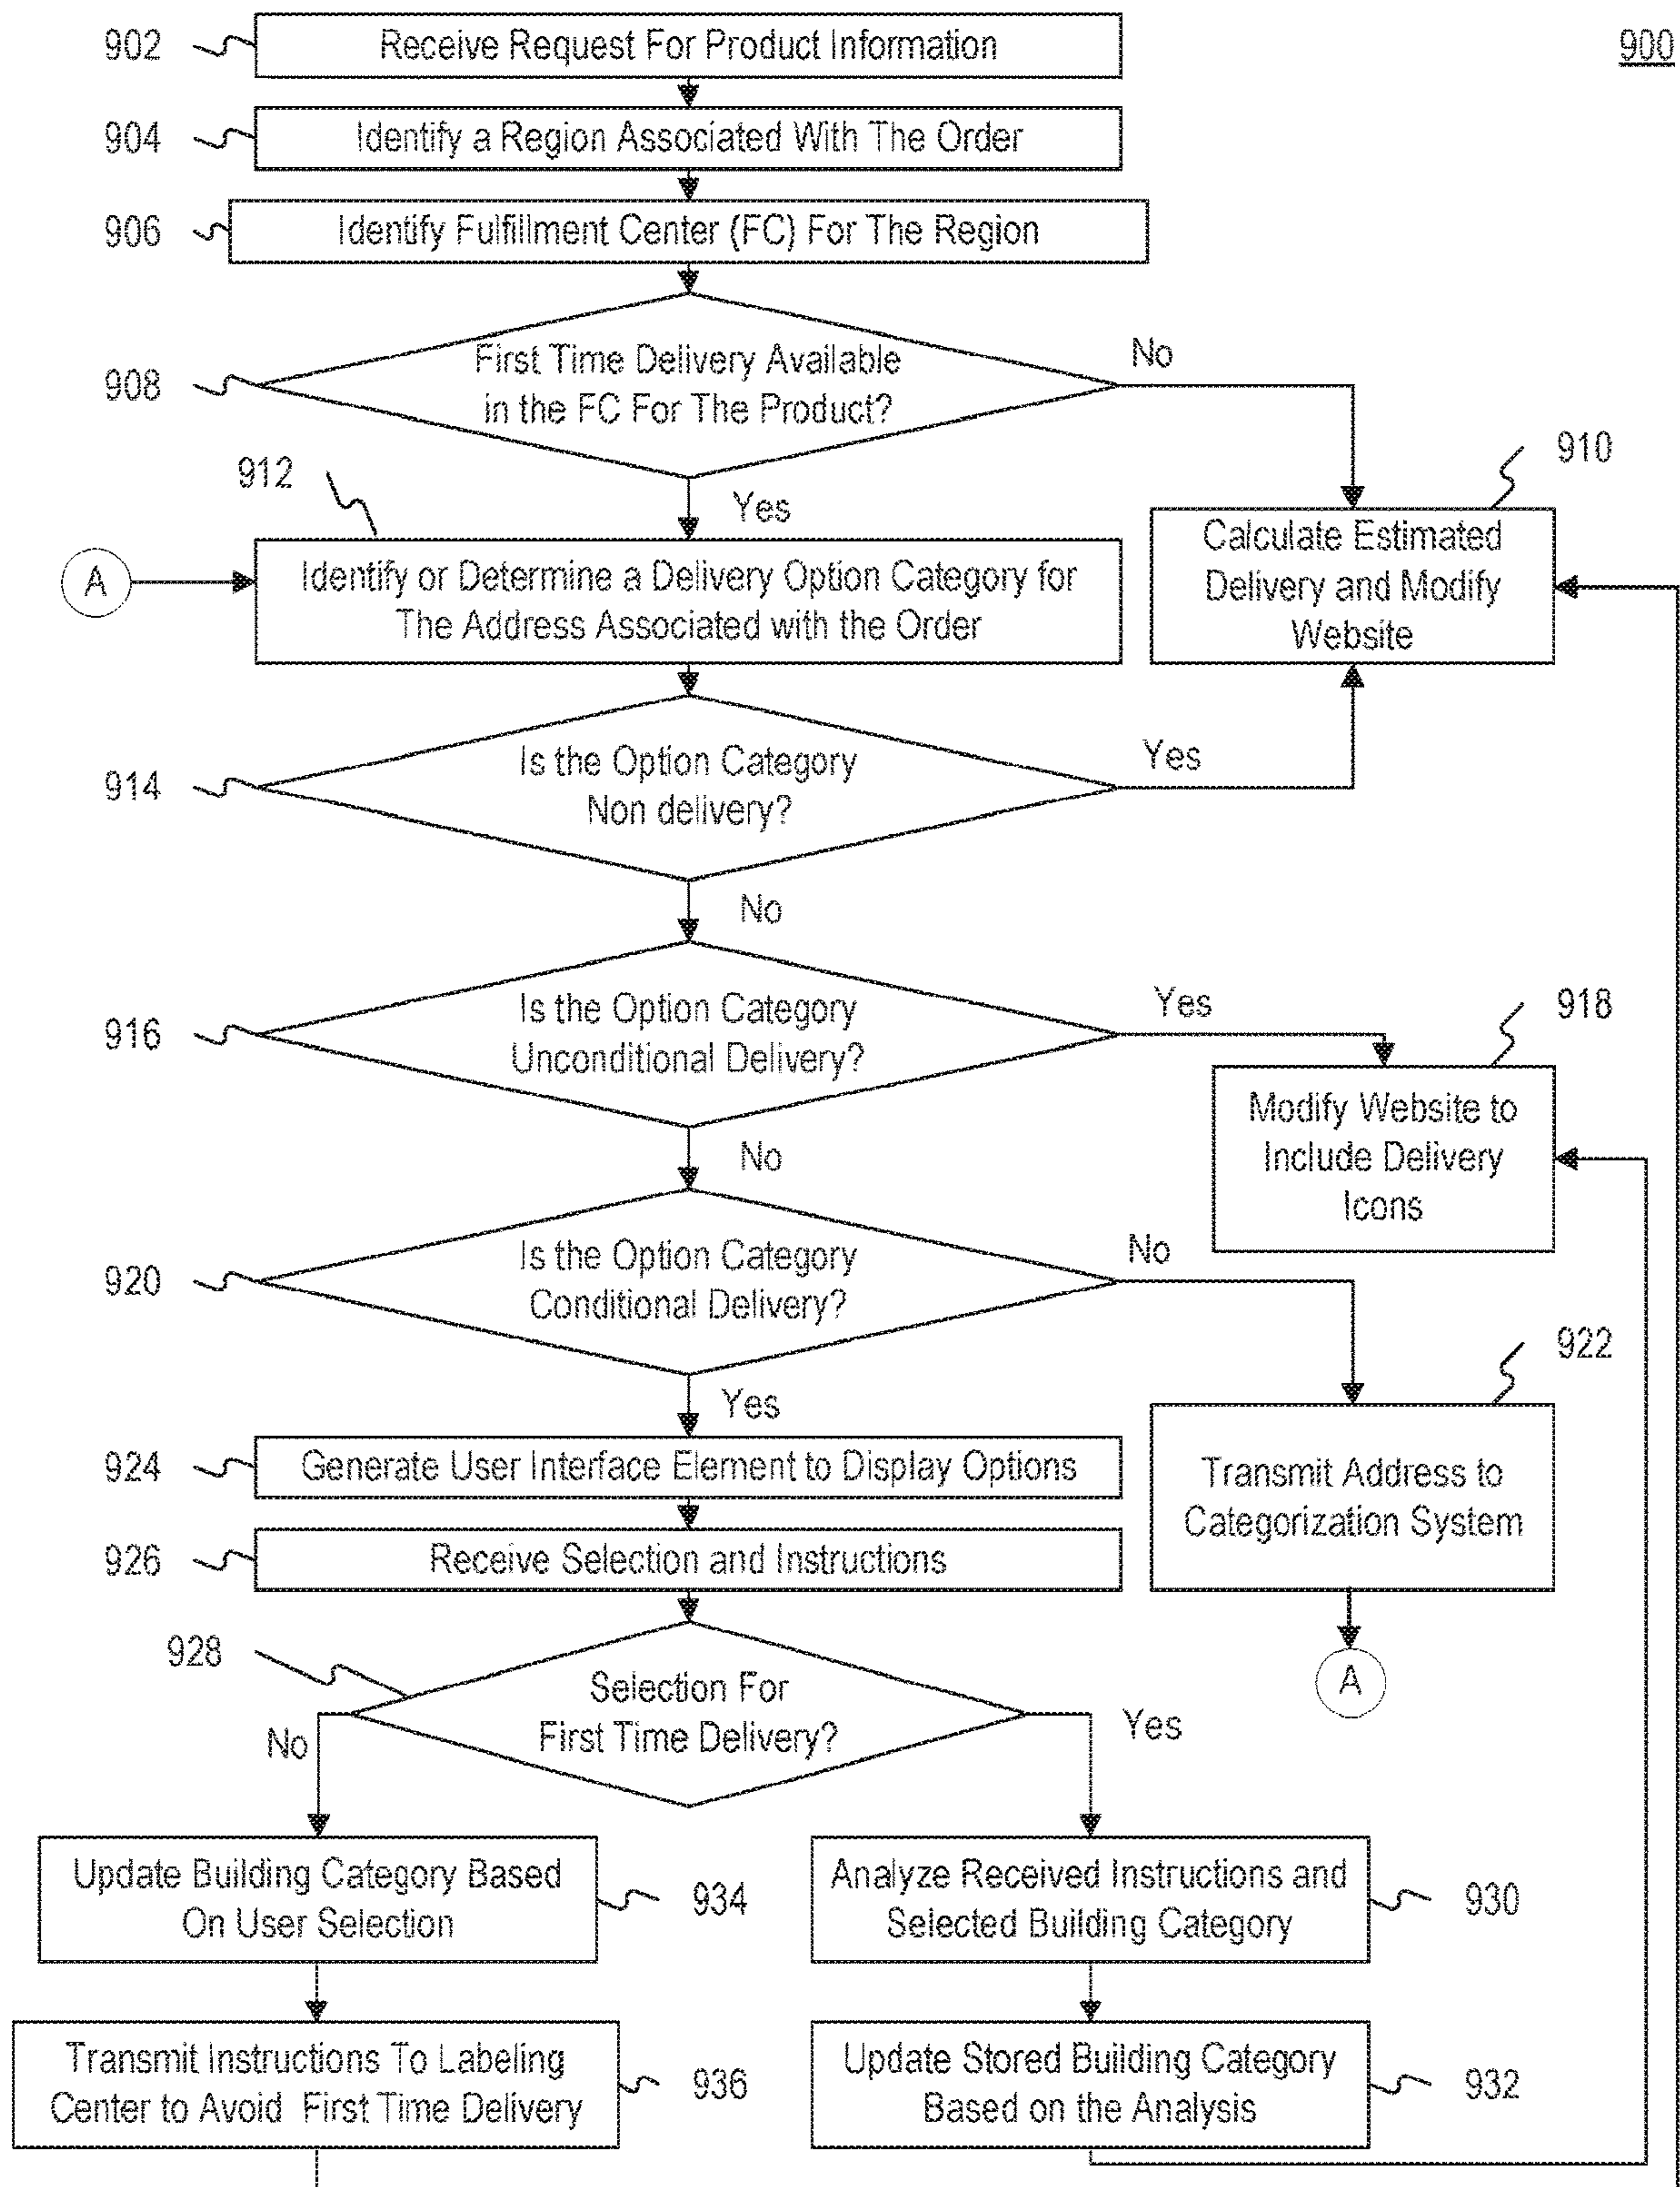 900
902
Receive Request For Product Information
904
Identify a Region Associated With The Order
906
Identify Fulfillment Center (FC) For The Region
908
First Time Delivery Available
in the FC For The Product?
No
Yes
910
Calculate Estimated
Delivery and Modify
Website
912
A
Identify or Determine a Delivery Option Category for
The Address Associated with the Order
914
Is the Option Category
Non delivery?
Yes
No
916
Is the Option Category
Unconditional Delivery?
Yes
No
918
Modify Website to
Include Delivery
Icons
920
Is the Option Category
Conditional Delivery?
No
Yes
922
Transmit Address to
Categorization System
A
924
Generate User Interface Element to Display Options
926
Receive Selection and Instructions
928
Selection For
First Time Delivery?
No
Yes
Update Building Category Based
On User Selection
934
Analyze Received Instructions and
Selected Building Category
930
Transmit Instructions To Labeling
Center to Avoid First Time Delivery
936
Update Stored Building Category
Based on the Analysis
932